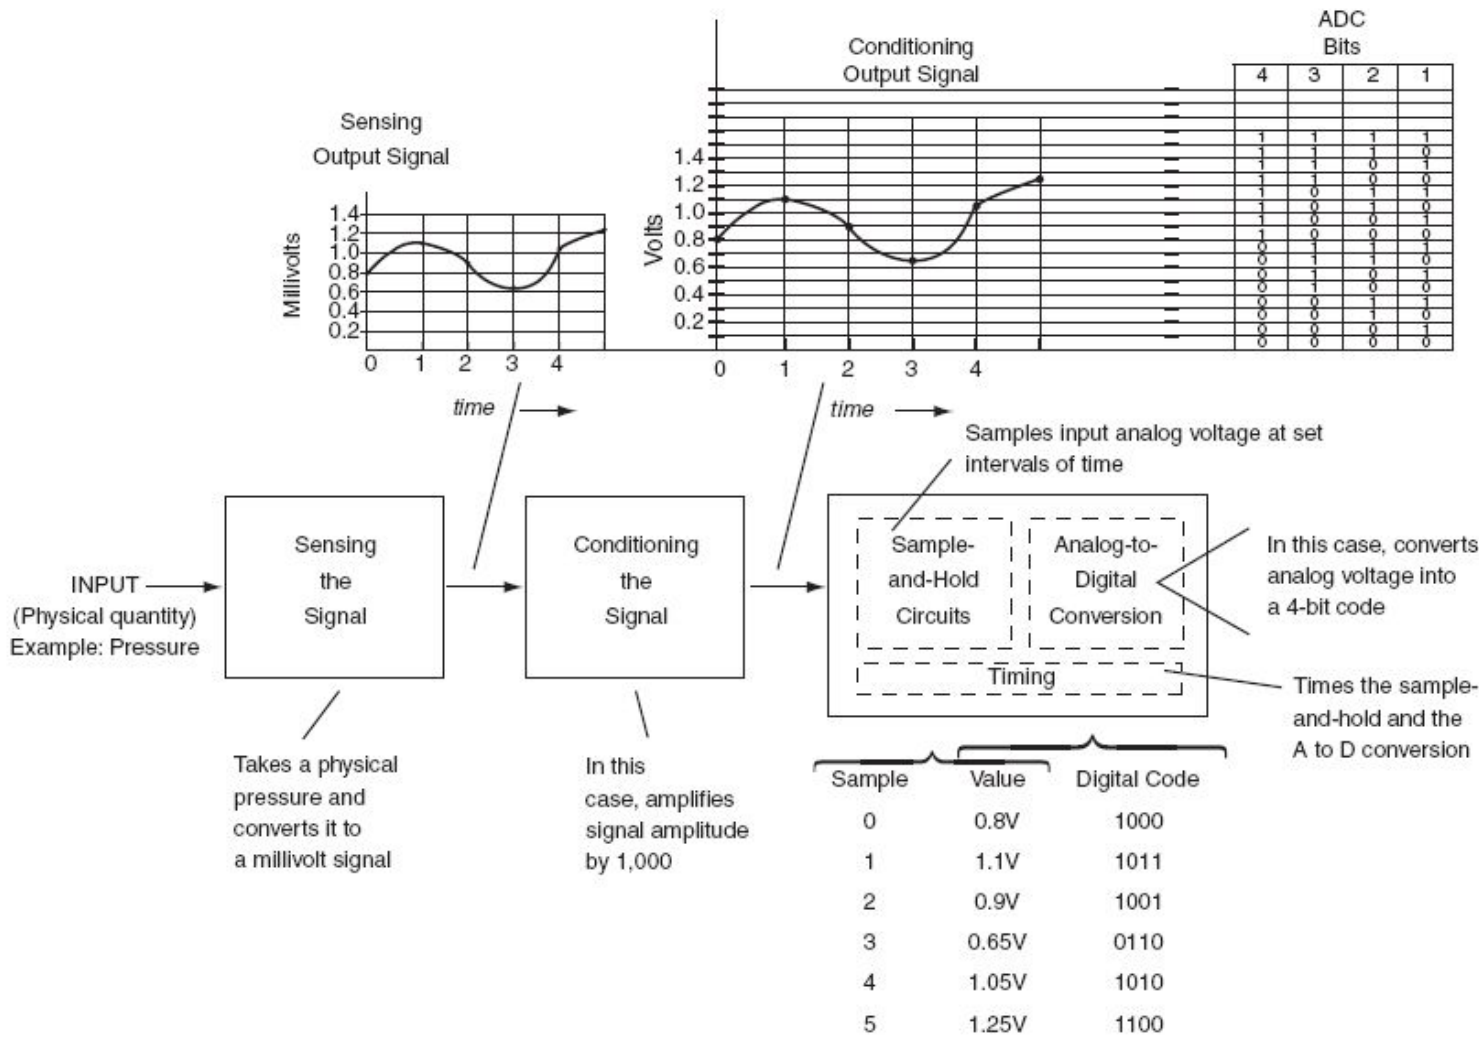 ADC
Bits
4 3 2 1
Conditioning
Output Signal
Sensing
Output Signal
1.4
1.2
1.0
0.8
0.6
0.4
0.2
Millivolts
0 1 2 3 4
time
1.4
1.2
1.0
0.8
0.6
0.4
0.2
Volts
0 1 2 3 4
time
1 1 1 1
1 1 1 0
1 1 0 1
1 1 0 0
1 0 1 1
1 0 1 0
1 0 0 1
1 0 0 0
0 1 1 1
0 1 1 0
0 1 0 1
0 1 0 0
0 0 1 1
0 0 1 0
0 0 0 1
0 0 0 0
Samples input analog voltage at set
intervals of time
INPUT
(Physical quantity)
Example: Pressure
Sensing
the
Signal
Conditioning
the
Signal
Sample-
and-Hold
Circuits
Analog-to-
Digital
Conversion
Timing
In this case, converts
analog voltage into
a 4-bit code
Times the sample-
and-hold and the
A to D conversion
Takes a physical
pressure and
converts it to
a millivolt signal
In this
case, amplifies
signal amplitude
by 1,000
Sample Value Digital Code
0 0.8V 1000
1 1.1V 1011
2 0.9V 1001
3 0.65V 0110
4 1.05V 1010
5 1.25V 1100